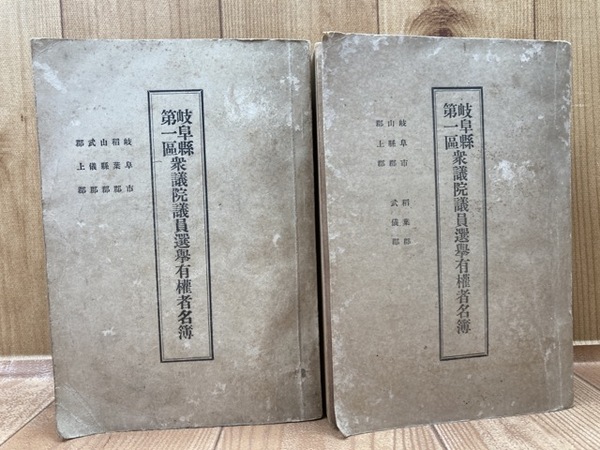 岐阜縣
第一區
衆議院議員選擧有權者名簿
岐阜市
稻葉郡
山縣郡
武儀郡
郡上郡
岐阜縣
第一區
衆議院議員選擧有權者名簿
岐阜市 稻葉郡
山縣郡 武儀郡
郡上郡